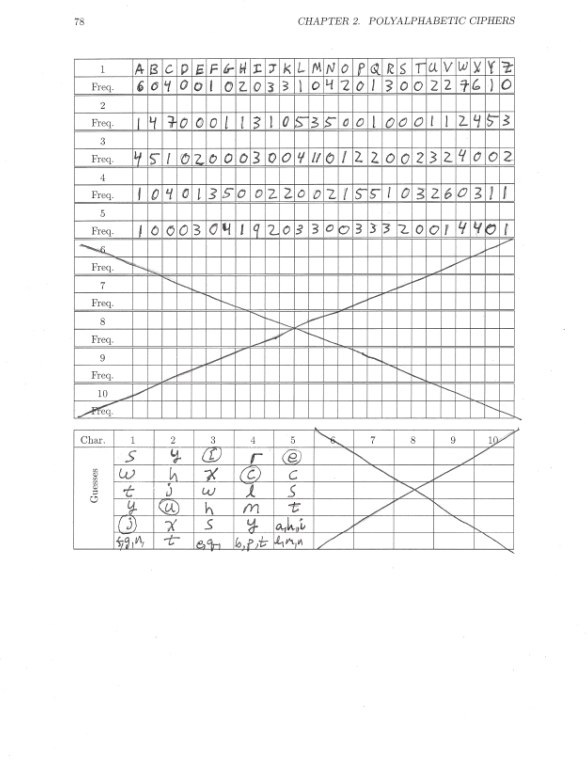 78 CHAPTER 2. POLYALPHABETIC CIPHERS
1 A B C D E F G H I J K L M N O P Q R S T U V W X Y Z
Freq. 6 0 4 0 0 1 0 2 0 3 3 1 0 4 2 0 1 3 0 0 2 2 7 6 1 0
2
Freq. 1 4 7 0 0 0 1 1 3 1 0 5 3 5 0 0 1 0 0 0 1 1 2 4 5 3
3
Freq. 4 5 1 0 2 0 0 0 3 0 0 4 11 0 1 2 2 0 0 2 3 2 4 0 0 2
4
Freq. 1 0 4 0 1 3 5 0 0 2 2 0 0 2 1 5 5 1 0 3 2 6 0 3 1 1
5
Freq. 1 0 0 0 3 0 4 1 9 2 0 3 3 0 0 3 3 3 2 0 0 1 4 4 0 1
6
Freq.
7
Freq.
8
Freq.
9
Freq.
10
Freq.
Char. 1 2 3 4 5 6 7 8 9 10
Guesses
s y i r e
w h x c c
t j w l s
y u h m t
j x s y a,h,i
t e,q, b,p,t l,m,n